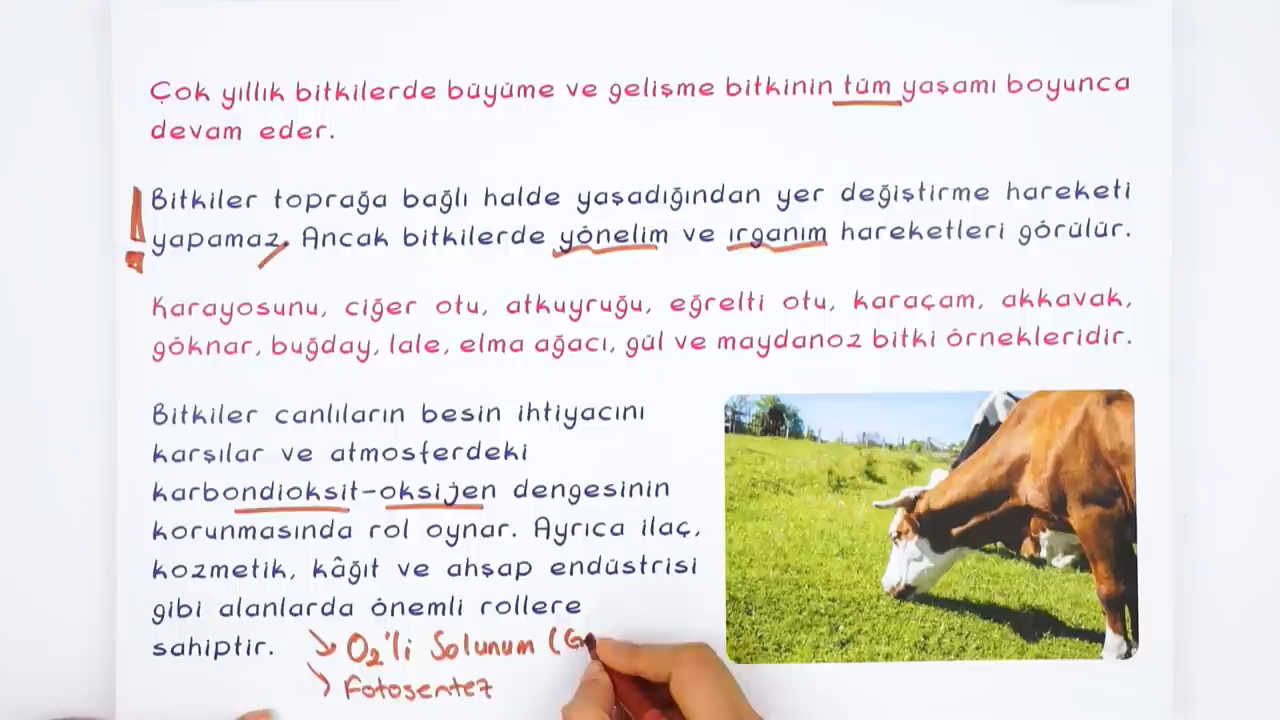 Çok yıllık bitkilerde büyüme ve gelişme bitkinin tüm yaşamı boyunca
devam eder.
! Bitkiler toprağa bağlı halde yaşadığından yer değiştirme hareketi
yapamaz. Ancak bitkilerde yönelim ve ırganım hareketleri görülür.
Karayosunu, ciğer otu, atkuyruğu, eğrelti otu, karaçam, akkavak,
göknar, buğday, lale, elma ağacı, gül ve maydanoz bitki örnekleridir.
Bitkiler canlıların besin ihtiyacını
karşılar ve atmosferdeki
karbondioksit-oksijen dengesinin
korunmasında rol oynar. Ayrıca ilaç,
kozmetik, kâğıt ve ahşap endüstrisi
gibi alanlarda önemli rollere
sahiptir.
O₂'li Solunum (
Fotosentez